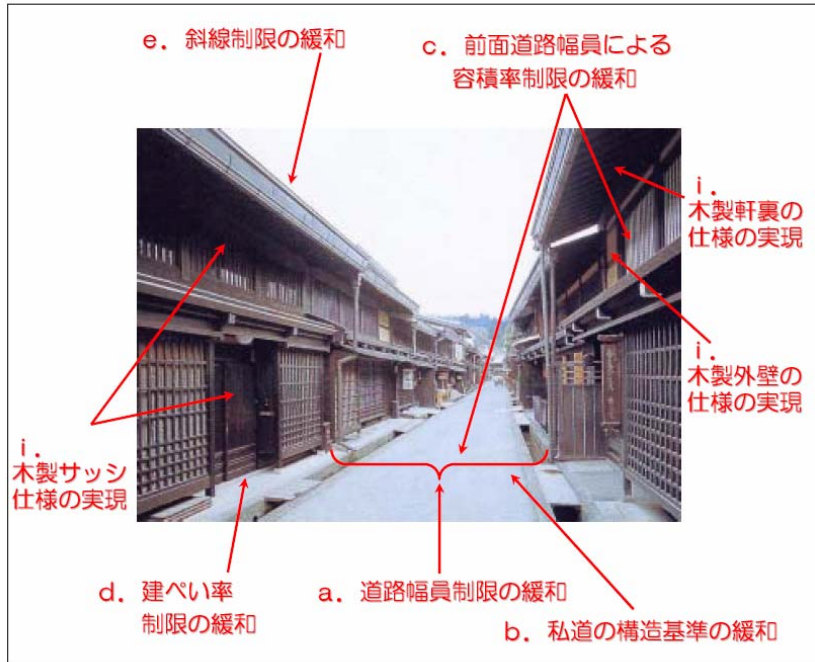 e．斜線制限の緩和
c．前面道路幅員による
容積率制限の緩和
i．
木製軒裏の
仕様の実現
i．
木製外壁の
仕様の実現
i．
木製サッシ
仕様の実現
d．建ぺい率
制限の緩和
a．道路幅員制限の緩和
b．私道の構造基準の緩和